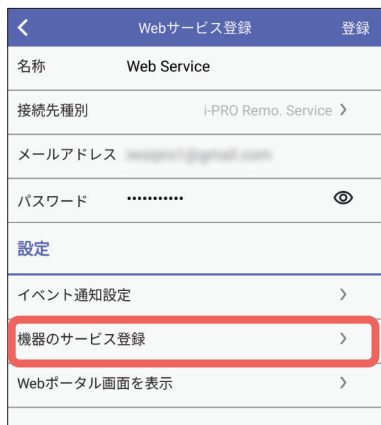 Webサービス登録 登録
名称 Web Service
接続先種別 i-PRO Remo. Service
メールアドレス
パスワード •••••••••••
設定
イベント通知設定
機器のサービス登録
Webポータル画面を表示